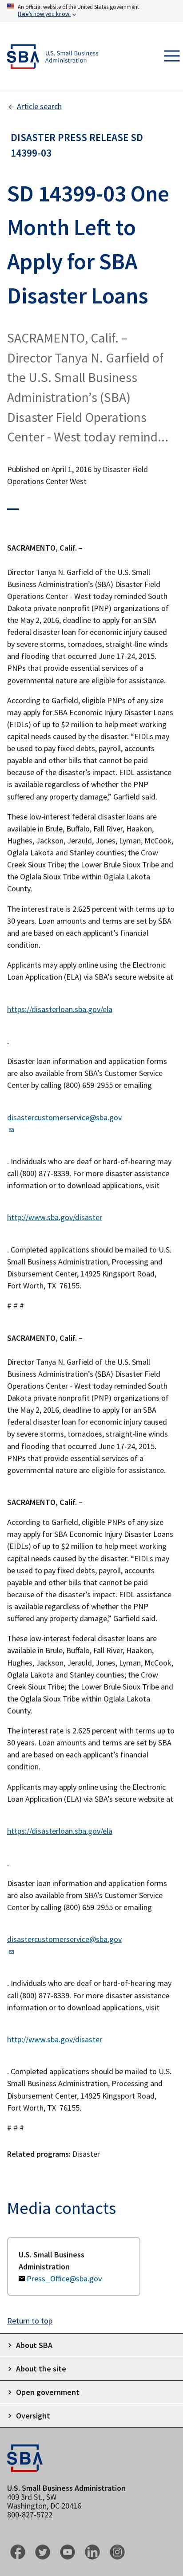 An official website of the United States government
Here's how you know
SBA
U.S. Small Business
Administration
Article search
DISASTER PRESS RELEASE SD
14399-03
SD 14399-03 One
Month Left to
Apply for SBA
Disaster Loans
SACRAMENTO, Calif. –
Director Tanya N. Garfield of
the U.S. Small Business
Administration's (SBA)
Disaster Field Operations
Center - West today remind...
Published on April 1, 2016 by Disaster Field
Operations Center West
SACRAMENTO, Calif. –
Director Tanya N. Garfield of the U.S. Small
Business Administration's (SBA) Disaster Field
Operations Center - West today reminded South
Dakota private nonprofit (PNP) organizations of
the May 2, 2016, deadline to apply for an SBA
federal disaster loan for economic injury caused
by severe storms, tornadoes, straight-line winds
and flooding that occurred June 17-24, 2015.
PNPs that provide essential services of a
governmental nature are eligible for assistance.
According to Garfield, eligible PNPs of any size
may apply for SBA Economic Injury Disaster Loans
(EIDLs) of up to $2 million to help meet working
capital needs caused by the disaster. “EIDLs may
be used to pay fixed debts, payroll, accounts
payable and other bills that cannot be paid
because of the disaster’s impact. EIDL assistance
is available regardless of whether the PNP
suffered any property damage,” Garfield said.
These low-interest federal disaster loans are
available in Brule, Buffalo, Fall River, Haakon,
Hughes, Jackson, Jerauld, Jones, Lyman, McCook,
Oglala Lakota and Stanley counties; the Crow
Creek Sioux Tribe; the Lower Brule Sioux Tribe and
the Oglala Sioux Tribe within Oglala Lakota
County.
The interest rate is 2.625 percent with terms up to
30 years. Loan amounts and terms are set by SBA
and are based on each applicant’s financial
condition.
Applicants may apply online using the Electronic
Loan Application (ELA) via SBA’s secure website at
https://disasterloan.sba.gov/ela
.
Disaster loan information and application forms
are also available from SBA’s Customer Service
Center by calling (800) 659-2955 or emailing
disastercustomerservice@sba.gov
. Individuals who are deaf or hard-of-hearing may
call (800) 877-8339. For more disaster assistance
information or to download applications, visit
http://www.sba.gov/disaster
. Completed applications should be mailed to U.S.
Small Business Administration, Processing and
Disbursement Center, 14925 Kingsport Road,
Fort Worth, TX 76155.
# # #
SACRAMENTO, Calif. –
Director Tanya N. Garfield of the U.S. Small
Business Administration’s (SBA) Disaster Field
Operations Center - West today reminded South
Dakota private nonprofit (PNP) organizations of
the May 2, 2016, deadline to apply for an SBA
federal disaster loan for economic injury caused
by severe storms, tornadoes, straight-line winds
and flooding that occurred June 17-24, 2015.
PNPs that provide essential services of a
governmental nature are eligible for assistance.
SACRAMENTO, Calif. –
According to Garfield, eligible PNPs of any size
may apply for SBA Economic Injury Disaster Loans
(EIDLs) of up to $2 million to help meet working
capital needs caused by the disaster. “EIDLs may
be used to pay fixed debts, payroll, accounts
payable and other bills that cannot be paid
because of the disaster’s impact. EIDL assistance
is available regardless of whether the PNP
suffered any property damage,” Garfield said.
These low-interest federal disaster loans are
available in Brule, Buffalo, Fall River, Haakon,
Hughes, Jackson, Jerauld, Jones, Lyman, McCook,
Oglala Lakota and Stanley counties; the Crow
Creek Sioux Tribe; the Lower Brule Sioux Tribe and
the Oglala Sioux Tribe within Oglala Lakota
County.
The interest rate is 2.625 percent with terms up to
30 years. Loan amounts and terms are set by SBA
and are based on each applicant’s financial
condition.
Applicants may apply online using the Electronic
Loan Application (ELA) via SBA’s secure website at
https://disasterloan.sba.gov/ela
.
Disaster loan information and application forms
are also available from SBA’s Customer Service
Center by calling (800) 659-2955 or emailing
disastercustomerservice@sba.gov
. Individuals who are deaf or hard-of-hearing may
call (800) 877-8339. For more disaster assistance
information or to download applications, visit
http://www.sba.gov/disaster
. Completed applications should be mailed to U.S.
Small Business Administration, Processing and
Disbursement Center, 14925 Kingsport Road,
Fort Worth, TX 76155.
# # #
Related programs: Disaster
Media contacts
U.S. Small Business
Administration
Press_Office@sba.gov
Return to top
About SBA
About the site
Open government
Oversight
SBA
U.S. Small Business Administration
409 3rd St., SW
Washington, DC 20416
800-827-5722